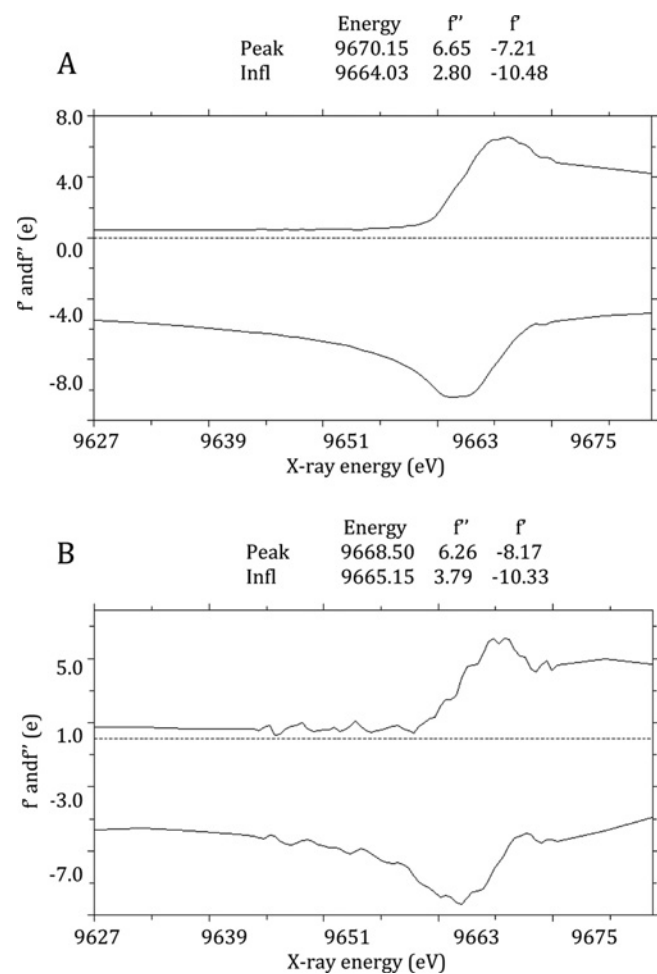 Energy f'' f'
A Peak 9670.15 6.65 -7.21
Infl 9664.03 2.80 -10.48
8.0
4.0
0.0
-4.0
-8.0
f' andf'' (e)
9627 9639 9651 9663 9675
X-ray energy (eV)
Energy f'' f'
B Peak 9668.50 6.26 -8.17
Infl 9665.15 3.79 -10.33
5.0
1.0
-3.0
-7.0
f' andf'' (e)
9627 9639 9651 9663 9675
X-ray energy (eV)